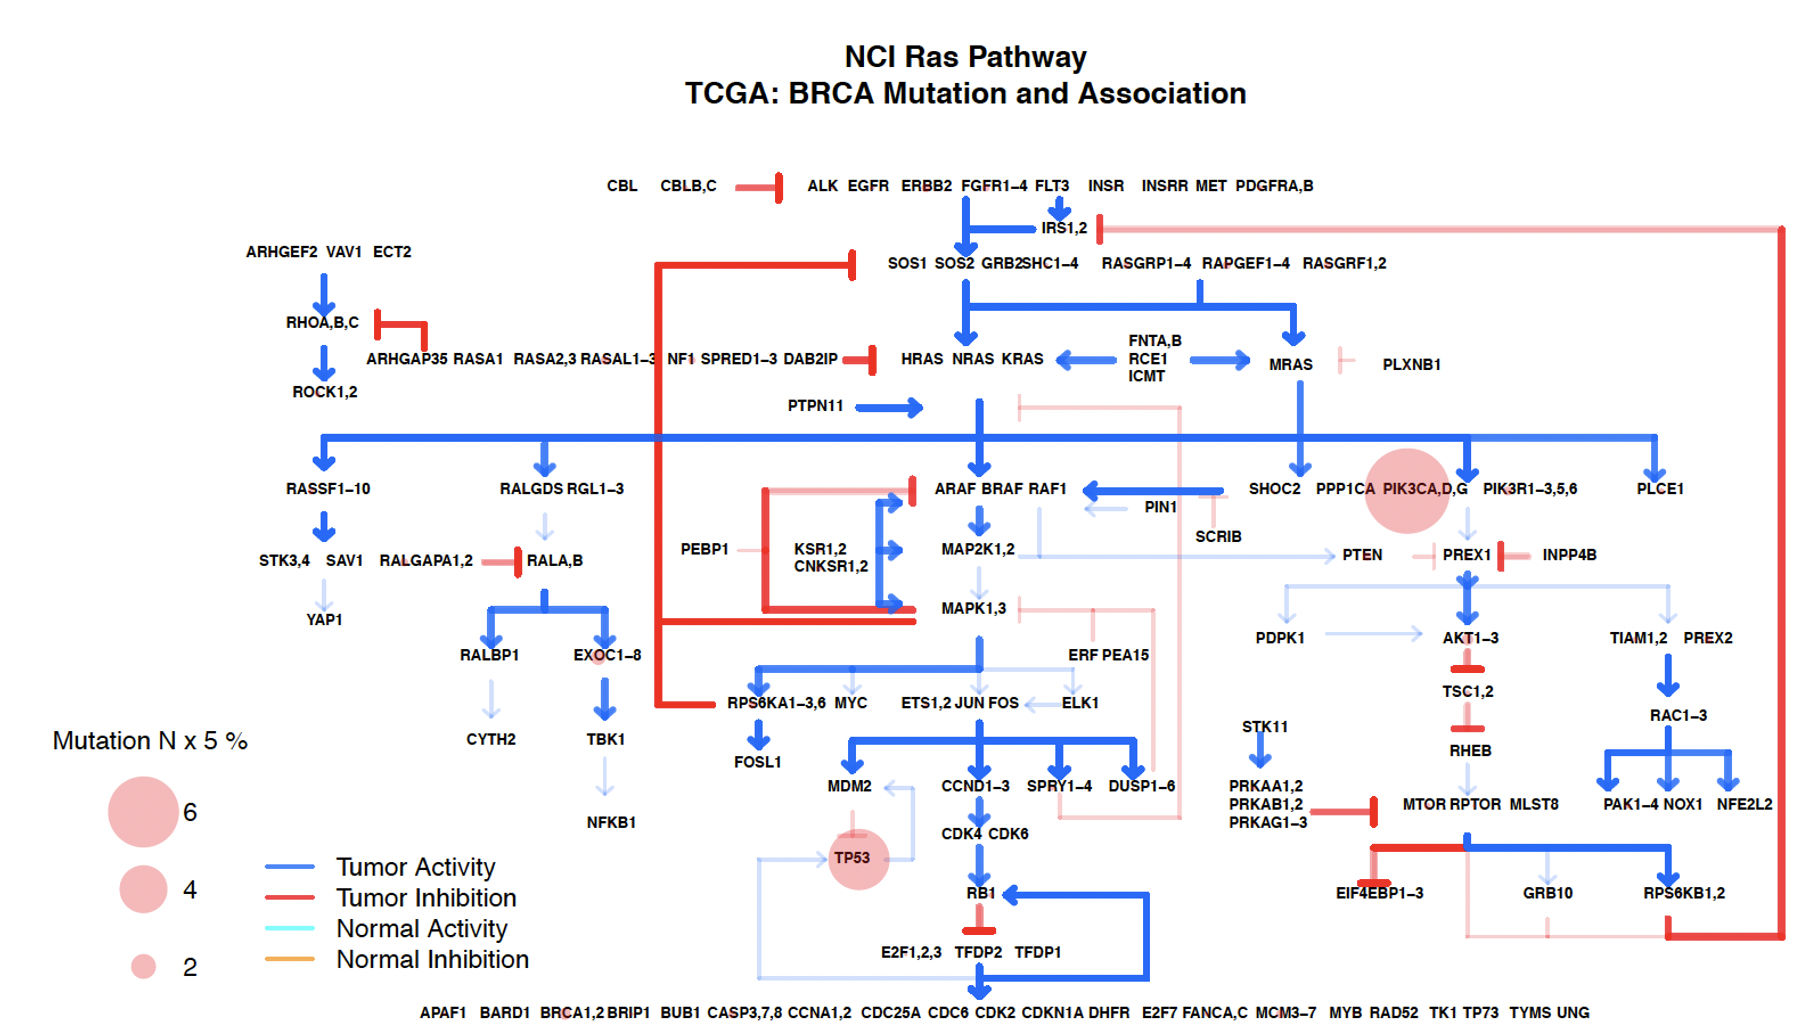 NCI Ras Pathway
TCGA: BRCA Mutation and Association
CBL CBLB,C ALK EGFR ERBB2 FGFR1–4 FLT3 INSR INSRR MET PDGFRA,B
IRS1,2
ARHGEF2 VAV1 ECT2
SOS1 SOS2 GRB2SHC1–4 RASGRP1–4 RAPGEF1–4 RASGRF1,2
RHOA,B,C
FNTA,B
ARHGAP35 RASA1 RASA2,3 RASAL1–3 NF1 SPRED1–3 DAB2IP HRAS NRAS KRAS RCE1 MRAS PLXNB1
ICMT
ROCK1,2
PTPN11
RASSF1–10 RALGDS RGL1–3 ARAF BRAF RAF1 SHOC2 PPP1CA PIK3CA,D,G PIK3R1–3,5,6 PLCE1
PIN1
SCRIB
PEBP1 KSR1,2 MAP2K1,2 PTEN PREX1 INPP4B
CNKSR1,2
STK3,4 SAV1 RALGAPA1,2 RALA,B
YAP1 MAPK1,3
PDPK1 AKT1–3 TIAM1,2 PREX2
RALBP1 EXOC1–8 ERF PEA15
TSC1,2
RPS6KA1–3,6 MYC ETS1,2 JUN FOS ELK1
RAC1–3
STK11
CYTH2 TBK1
RHEB
FOSL1
Mutation N x 5 %
MDM2 CCND1–3 SPRY1–4 DUSP1–6 PRKAA1,2
PRKAB1,2 MTOR RPTOR MLST8 PAK1–4 NOX1 NFE2L2
PRKAG1–3
6
NFKB1
CDK4 CDK6
TP53
Tumor Activity
4
RB1 EIF4EBP1–3 GRB10 RPS6KB1,2
Tumor Inhibition
Normal Activity
E2F1,2,3 TFDP2 TFDP1
Normal Inhibition
2
APAF1 BARD1 BRCA1,2 BRIP1 BUB1 CASP3,7,8 CCNA1,2 CDC25A CDC6 CDK2 CDKN1A DHFR E2F7 FANCA,C MCM3–7 MYB RAD52 TK1 TP73 TYMS UNG